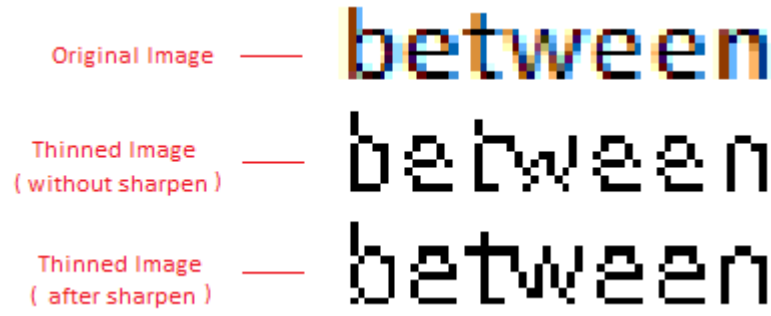 Original Image between
Thinned Image
( without sharpen ) between
Thinned Image
( after sharpen ) between